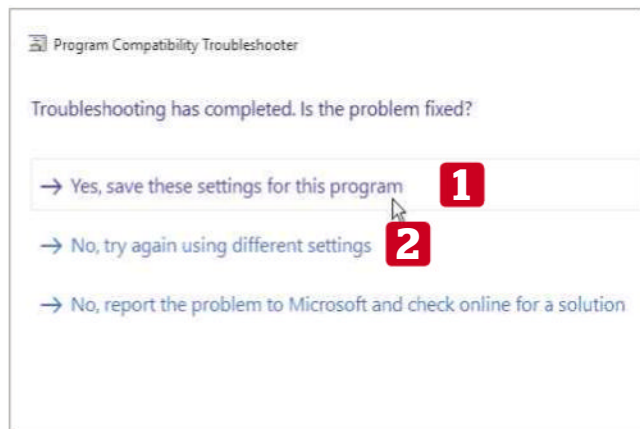 Program Compatibility Troubleshooter
Troubleshooting has completed. Is the problem fixed?
→ Yes, save these settings for this program 1
→ No, try again using different settings 2
→ No, report the problem to Microsoft and check online for a solution